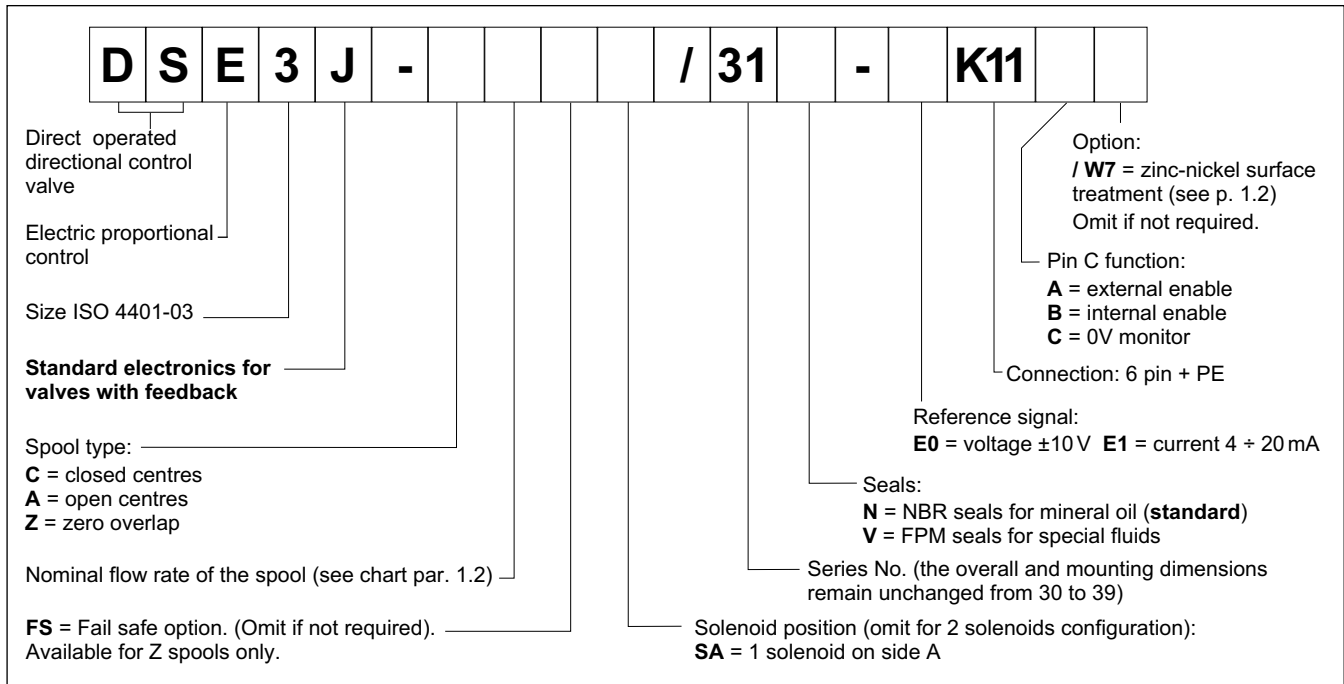 D S E 3 J - / 31 - K11
Direct operated
directional control
valve
Electric proportional
control
Size ISO 4401-03
Standard electronics for
valves with feedback
Spool type:
C = closed centres
A = open centres
Z = zero overlap
Nominal flow rate of the spool (see chart par. 1.2)
FS = Fail safe option. (Omit if not required).
Available for Z spools only.
Option:
/ W7 = zinc-nickel surface
treatment (see p. 1.2)
Omit if not required.
Pin C function:
A = external enable
B = internal enable
C = 0V monitor
Connection: 6 pin + PE
Reference signal:
E0 = voltage ±10 V E1 = current 4 ÷ 20 mA
Seals:
N = NBR seals for mineral oil (standard)
V = FPM seals for special fluids
Series No. (the overall and mounting dimensions
remain unchanged from 30 to 39)
Solenoid position (omit for 2 solenoids configuration):
SA = 1 solenoid on side A